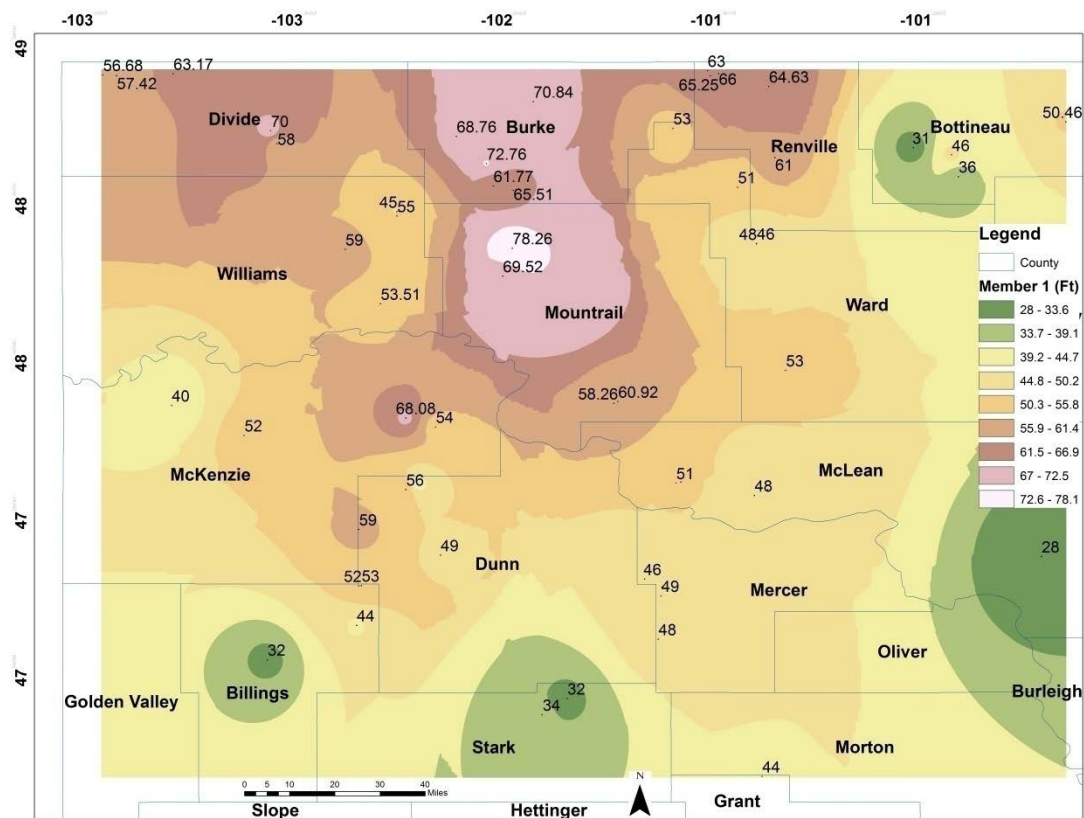 -103 -103 -102 -101 -101
49
48
48
47
47
56.68
57.42
63.17
Divide
70
58
68.76
70.84
Burke
72.76
61.77
65.51
63
65.25 66
64.63
53
Renville
61
51
50.46
Bottineau
31
46
36
45 55
59
Williams
53.51
78.26
69.52
Mountrail
4846
Ward
53
40
52
McKenzie
68.08
54
58.26 60.92
56
59
51
48
McLean
49
Dunn
5253
44
46
49
48
Mercer
28
Oliver
Burleigh
32
Billings
Golden Valley
32
34
Stark
Morton
44
Legend
County
Member 1 (Ft)
28 - 33.6
33.7 - 39.1
39.2 - 44.7
44.8 - 50.2
50.3 - 55.8
55.9 - 61.4
61.5 - 66.9
67 - 72.5
72.6 - 78.1
0 5 10 20 30 40
Miles
N
Slope
Hettinger
Grant